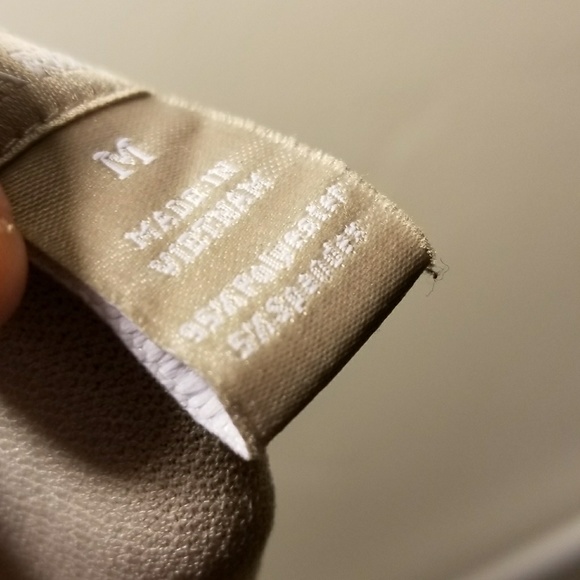 M
MADE IN
VIETNAM
95% Polyester
5% Spandex